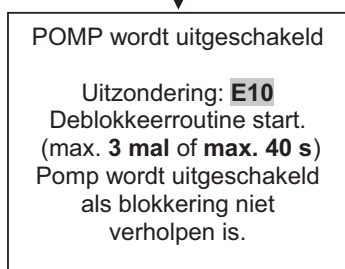 POMP wordt uitgeschakeld
Uitzondering: E10
Deblokkeerroutine start.
(max. 3 mal of max. 40 s)
Pomp wordt uitgeschakeld
als blokkering niet
verholpen is.